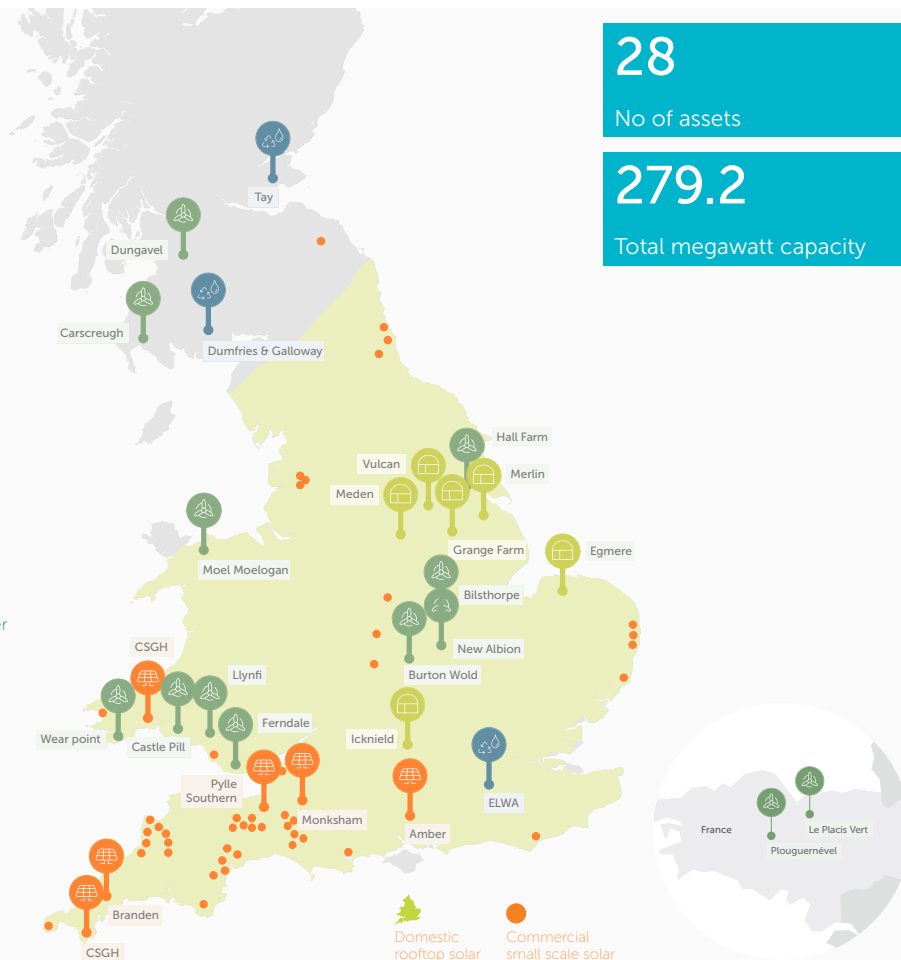 28
No of assets
279.2
Total megawatt capacity
Tay
Dungavel
Carscreugh
Dumfries & Galloway
Hall Farm
Vulcan
Merlin
Meden
Grange Farm
Egmere
Moel Moelogan
Bilsthorpe
er
New Albion
CSGH
Burton Wold
Llynfi
Ferndale
Wear point
Castle Pill
Icknield
Pylle
Southern
ELWA
Monksham
Amber
France
Le Placis Vert
Plouguernével
Branden
CSGH
Domestic
rooftop solar
Commercial
small scale solar